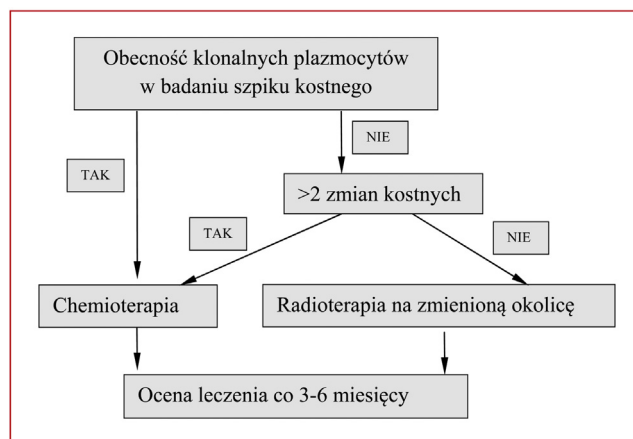 Obecność klonalnych plazmocytów
w badaniu szpiku kostnego
NIE
TAK
>2 zmian kostnych
TAK
NIE
Chemioterapia
Radioterapia na zmienioną okolicę
Ocena leczenia co 3-6 miesięcy